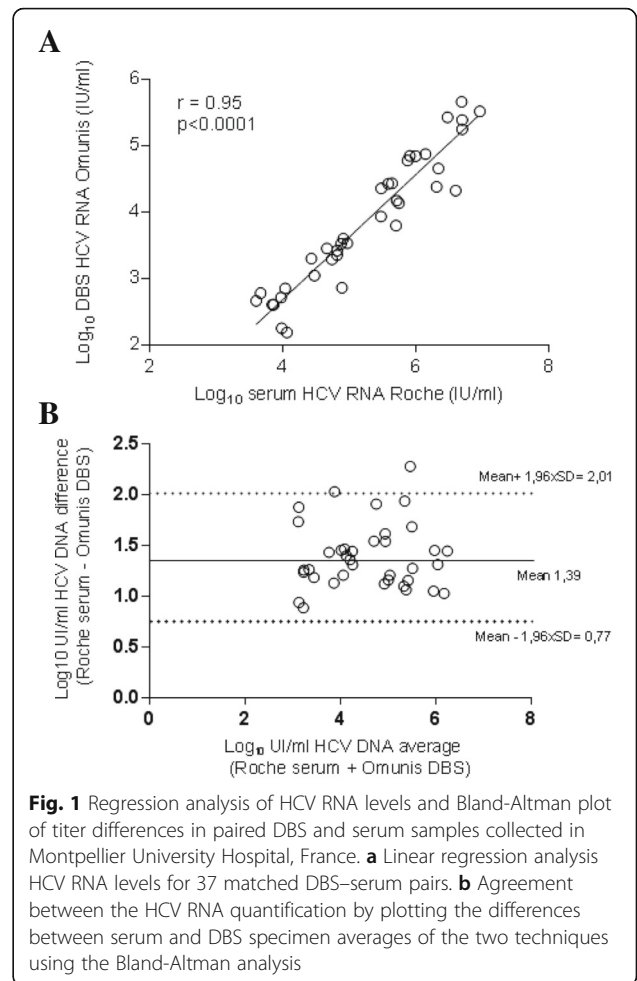 A
Log10 DBS HCV RNA Omunis (IU/ml)
6
5
4
3
2
r = 0.95
p<0.0001
2
4
6
8
Log10 serum HCV RNA Roche (IU/ml)
B
Log10 UI/ml HCV DNA difference
(Roche serum - Omunis DBS)
2.5
2.0
1.5
1.0
0.5
0.0
Mean+ 1,96xSD= 2,01
Mean 1,39
Mean - 1,96xSD= 0,77
0
2
4
6
8
Log10 UI/ml HCV DNA average
(Roche serum + Omunis DBS)
Fig. 1 Regression analysis of HCV RNA levels and Bland-Altman plot
of titer differences in paired DBS and serum samples collected in
Montpellier University Hospital, France. a Linear regression analysis
HCV RNA levels for 37 matched DBS–serum pairs. b Agreement
between the HCV RNA quantification by plotting the differences
between serum and DBS specimen averages of the two techniques
using the Bland-Altman analysis